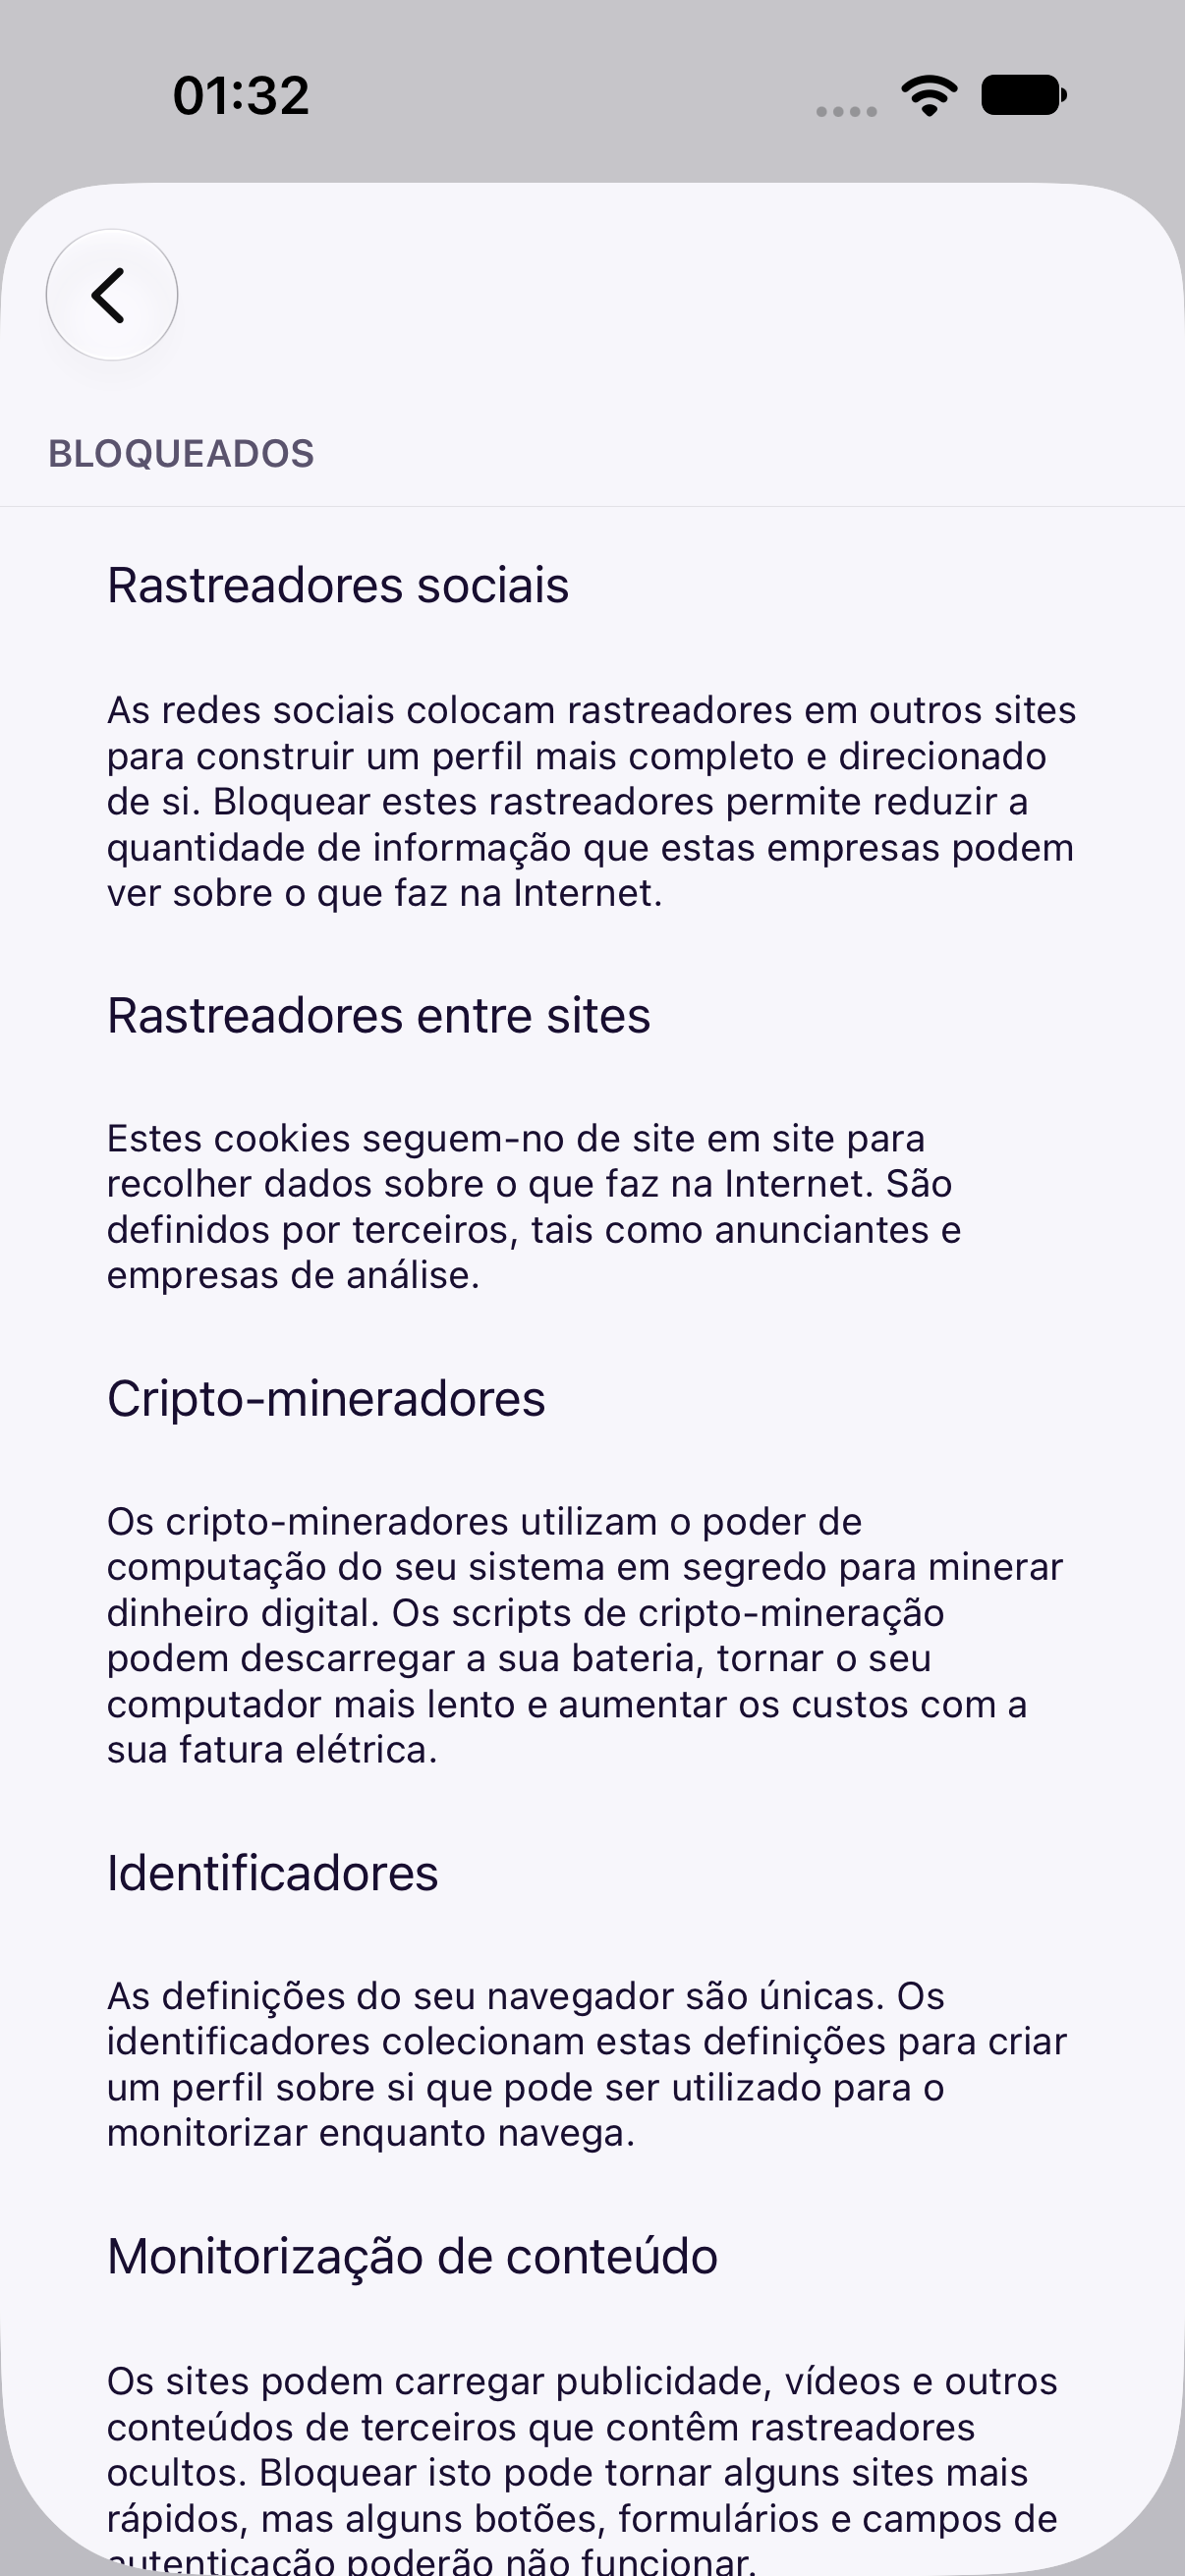 01:32
BLOQUEADOS
Rastreadores sociais
As redes sociais colocam rastreadores em outros sites
para construir um perfil mais completo e direcionado
de si. Bloquear estes rastreadores permite reduzir a
quantidade de informação que estas empresas podem
ver sobre o que faz na Internet.
Rastreadores entre sites
Estes cookies seguem-no de site em site para
recolher dados sobre o que faz na Internet. São
definidos por terceiros, tais como anunciantes e
empresas de análise.
Cripto-mineradores
Os cripto-mineradores utilizam o poder de
computação do seu sistema em segredo para minerar
dinheiro digital. Os scripts de cripto-mineração
podem descarregar a sua bateria, tornar o seu
computador mais lento e aumentar os custos com a
sua fatura elétrica.
Identificadores
As definições do seu navegador são únicas. Os
identificadores colecionam estas definições para criar
um perfil sobre si que pode ser utilizado para o
monitorizar enquanto navega.
Monitorização de conteúdo
Os sites podem carregar publicidade, vídeos e outros
conteúdos de terceiros que contêm rastreadores
ocultos. Bloquear isto pode tornar alguns sites mais
rápidos, mas alguns botões, formulários e campos de
autenticação poderão não funcionar.